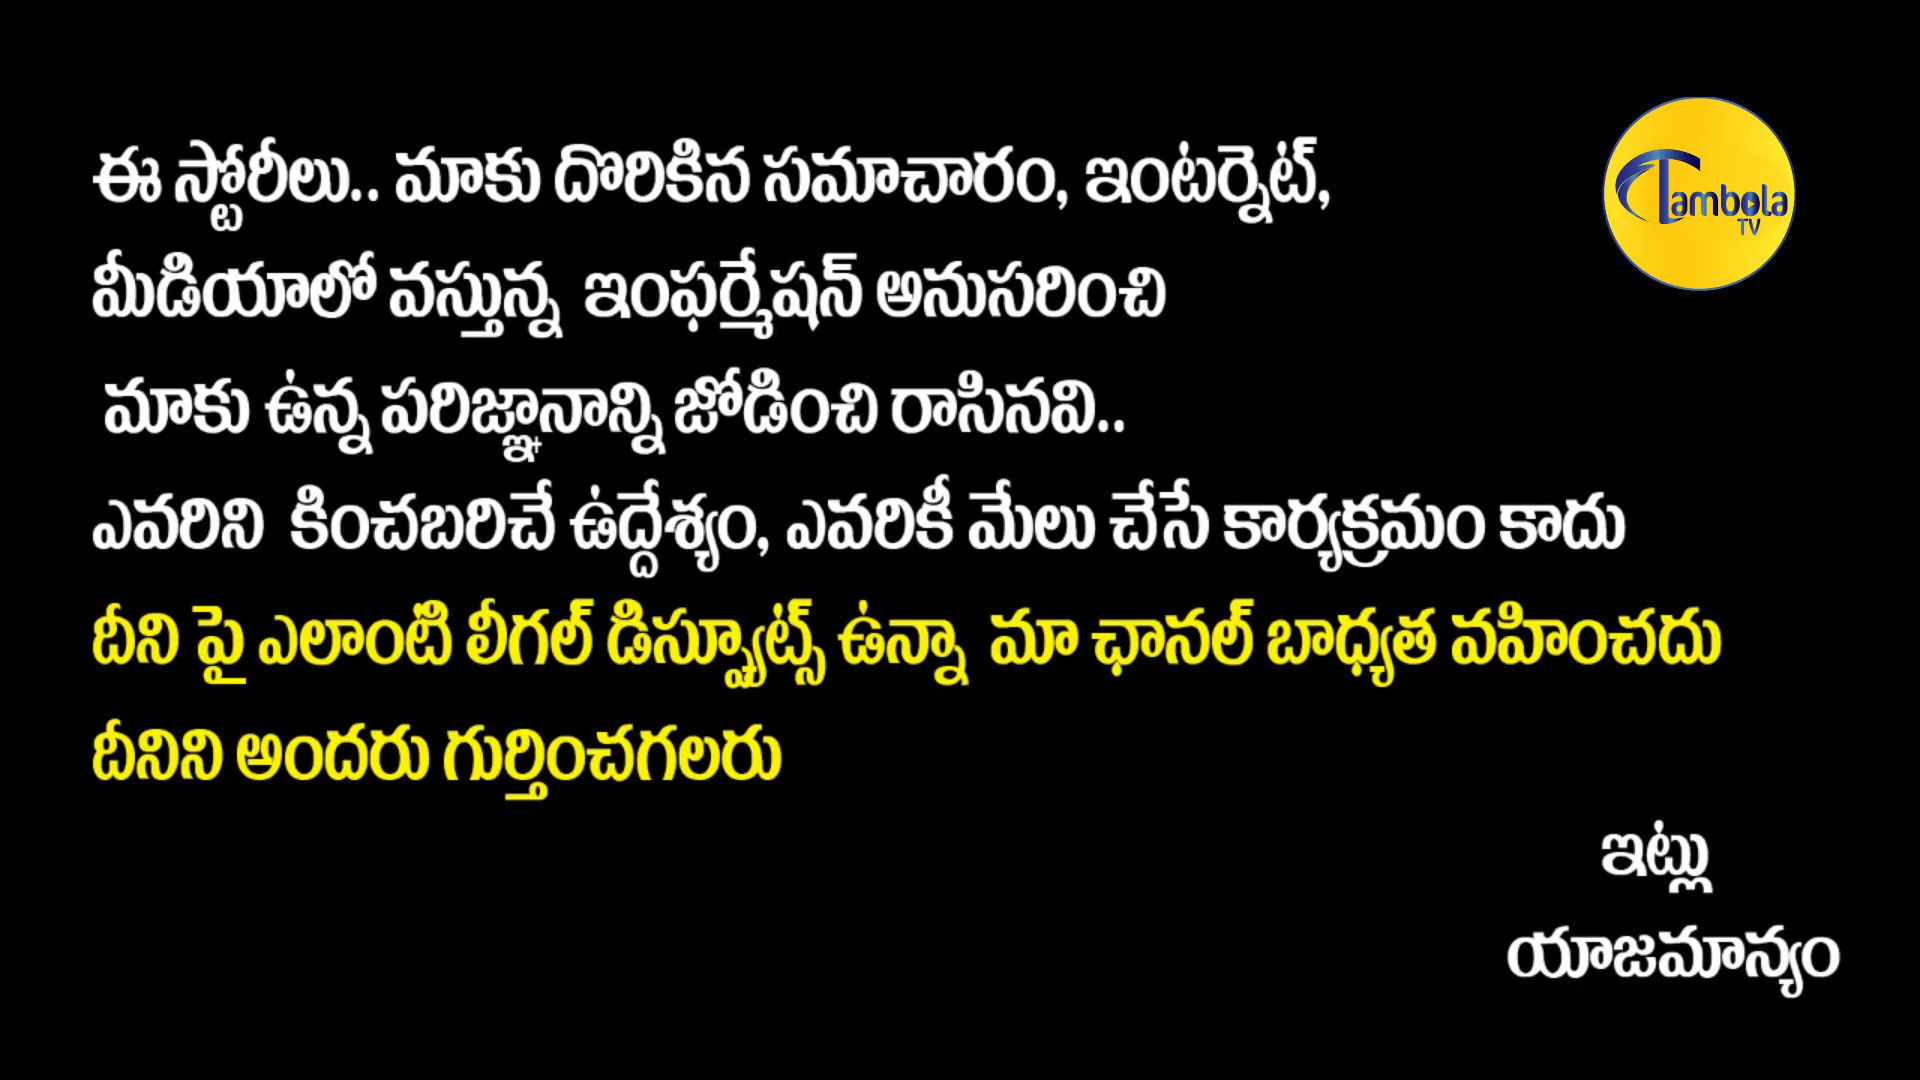 ఈ స్టోరీలు.. మాకు దొరికిన సమాచారం, ఇంటర్నెట్,
Tambola
TV
మీడియాలో వస్తున్న ఇంఫర్మేషన్ అనుసరించి
మాకు ఉన్న పరిజ్ఞానాన్ని జోడించి రాసినవి..
ఎవరిని కించబరిచే ఉద్దేశ్యం, ఎవరికీ మేలు చేసే కార్యక్రమం కాదు
దీని పై ఎలాంటి లీగల్ డిస్ప్యూట్స్ ఉన్నా మా ఛానల్ బాధ్యత వహించదు
దీనిని అందరు గుర్తించగలరు
ఇట్లు
యాజమాన్యం